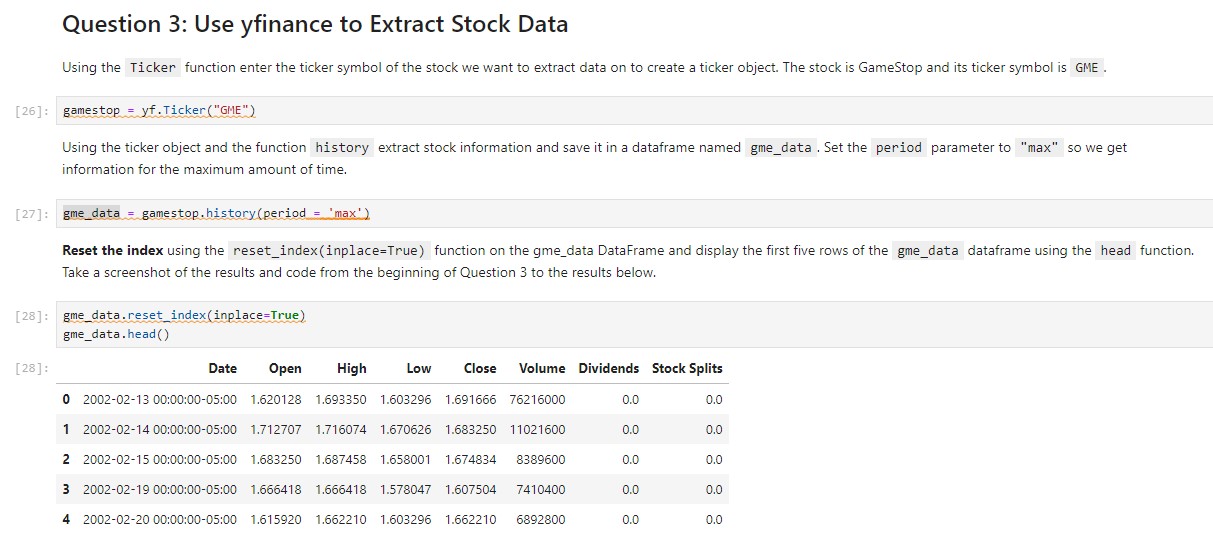 Question 3: Use yfinance to Extract Stock Data
Using the Ticker function enter the ticker symbol of the stock we want to extract data on to create a ticker object. The stock is GameStop and its ticker symbol is GME .
[26]: gamestop = yf.Ticker("GME")
Using the ticker object and the function history extract stock information and save it in a dataframe named gme_data . Set the period parameter to "max" so we get
information for the maximum amount of time.
[27]: gme_data = gamestop.history(period = 'max')
Reset the index using the reset_index(inplace=True) function on the gme_data DataFrame and display the first five rows of the gme_data dataframe using the head function.
Take a screenshot of the results and code from the beginning of Question 3 to the results below.
[28]: gme_data.reset_index(inplace=True)
gme_data.head()
[28]: Date Open High Low Close Volume Dividends Stock Splits
0 2002-02-13 00:00:00-05:00 1.620128 1.693350 1.603296 1.691666 76216000 0.0 0.0
1 2002-02-14 00:00:00-05:00 1.712707 1.716074 1.670626 1.683250 11021600 0.0 0.0
2 2002-02-15 00:00:00-05:00 1.683250 1.687458 1.658001 1.674834 8389600 0.0 0.0
3 2002-02-19 00:00:00-05:00 1.666418 1.666418 1.578047 1.607504 7410400 0.0 0.0
4 2002-02-20 00:00:00-05:00 1.615920 1.662210 1.603296 1.662210 6892800 0.0 0.0